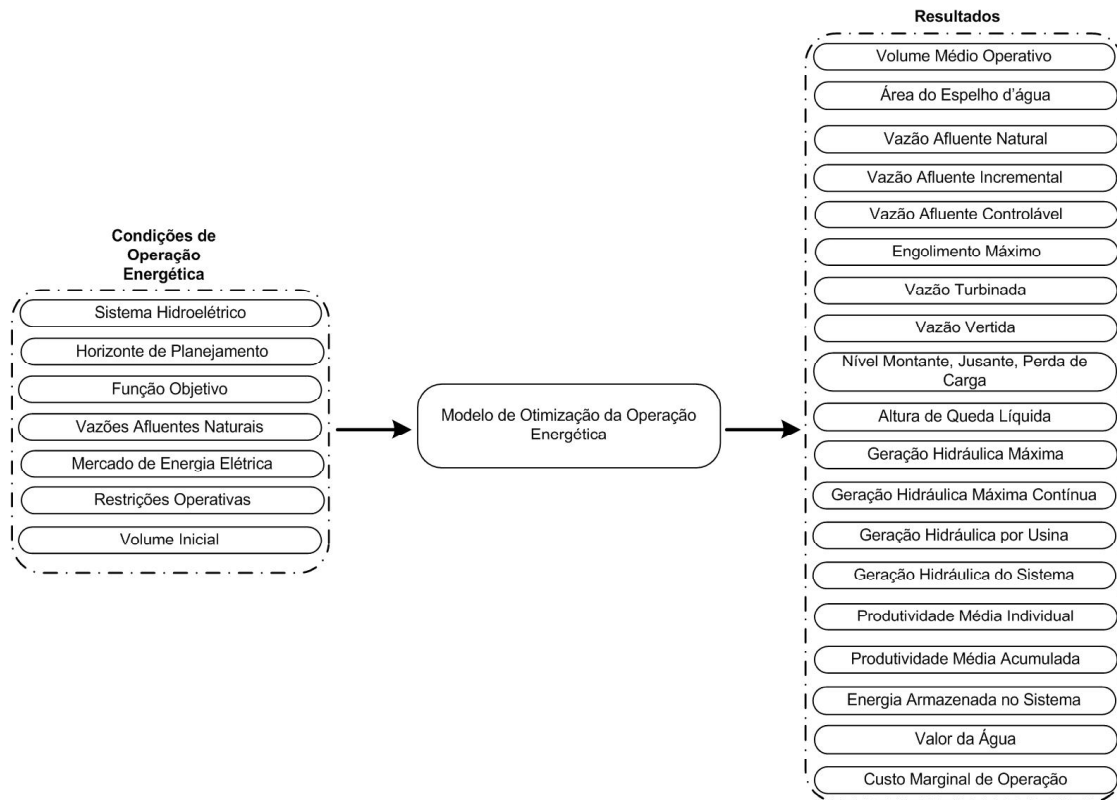 Condições de
Operação
Energética
Sistema Hidroelétrico
Horizonte de Planejamento
Função Objetivo
Vazões Afluentes Naturais
Mercado de Energia Elétrica
Restrições Operativas
Volume Inicial
Modelo de Otimização da Operação
Energética
Resultados
Volume Médio Operativo
Área do Espelho d'água
Vazão Afluente Natural
Vazão Afluente Incremental
Vazão Afluente Controlável
Engolimento Máximo
Vazão Turbinada
Vazão Vertida
Nível Montante, Jusante, Perda de
Carga
Altura de Queda Líquida
Geração Hidráulica Máxima
Geração Hidráulica Máxima Contínua
Geração Hidráulica por Usina
Geração Hidráulica do Sistema
Produtividade Média Individual
Produtividade Média Acumulada
Energia Armazenada no Sistema
Valor da Água
Custo Marginal de Operação